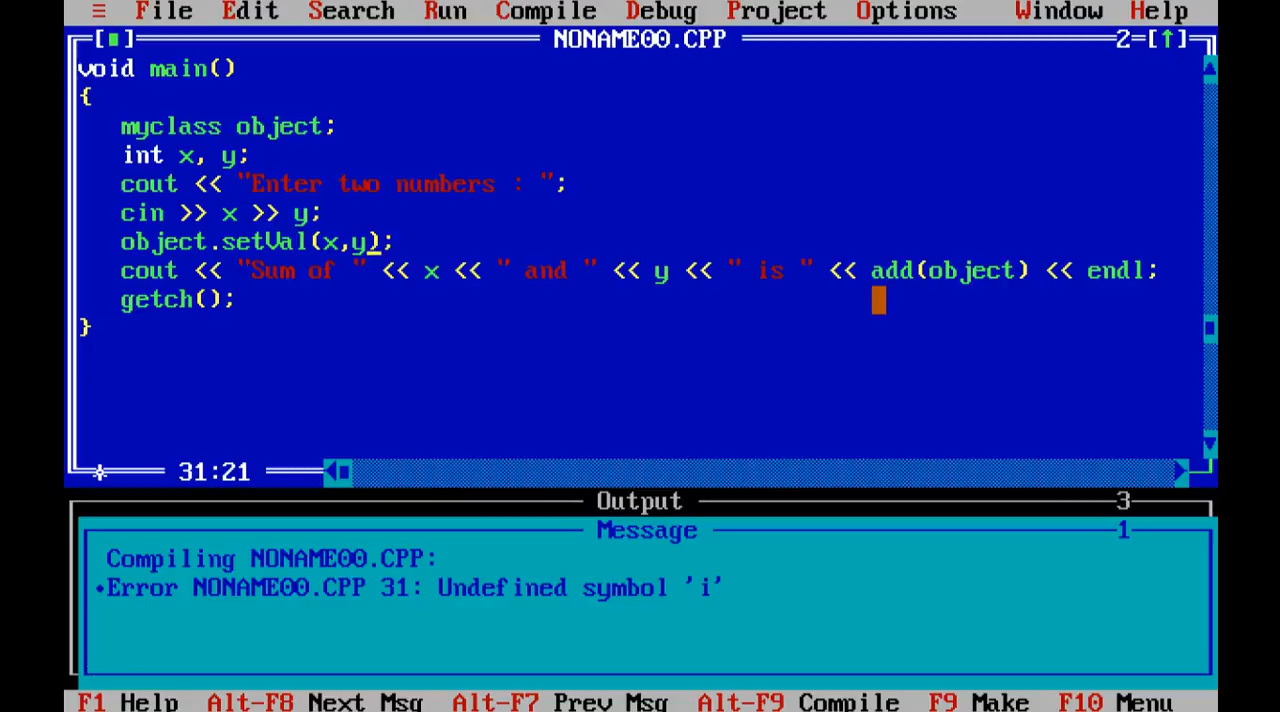 ≡ File Edit Search Run Compile Debug Project Options Window Help
[■] NONAME00.CPP 2=[↑]
void main()
{
myclass object;
int x, y;
cout << "Enter two numbers : ";
cin >> x >> y;
object.setVal(x,y);
cout << "Sum of " << x << " and " << y << " is " << add(object) << endl;
getch();
}
31:21
Output 3
Message 1
Compiling NONAME00.CPP:
•Error NONAME00.CPP 31: Undefined symbol 'i'
F1 Help Alt-F8 Next Msg Alt-F7 Prev Msg Alt-F9 Compile F9 Make F10 Menu